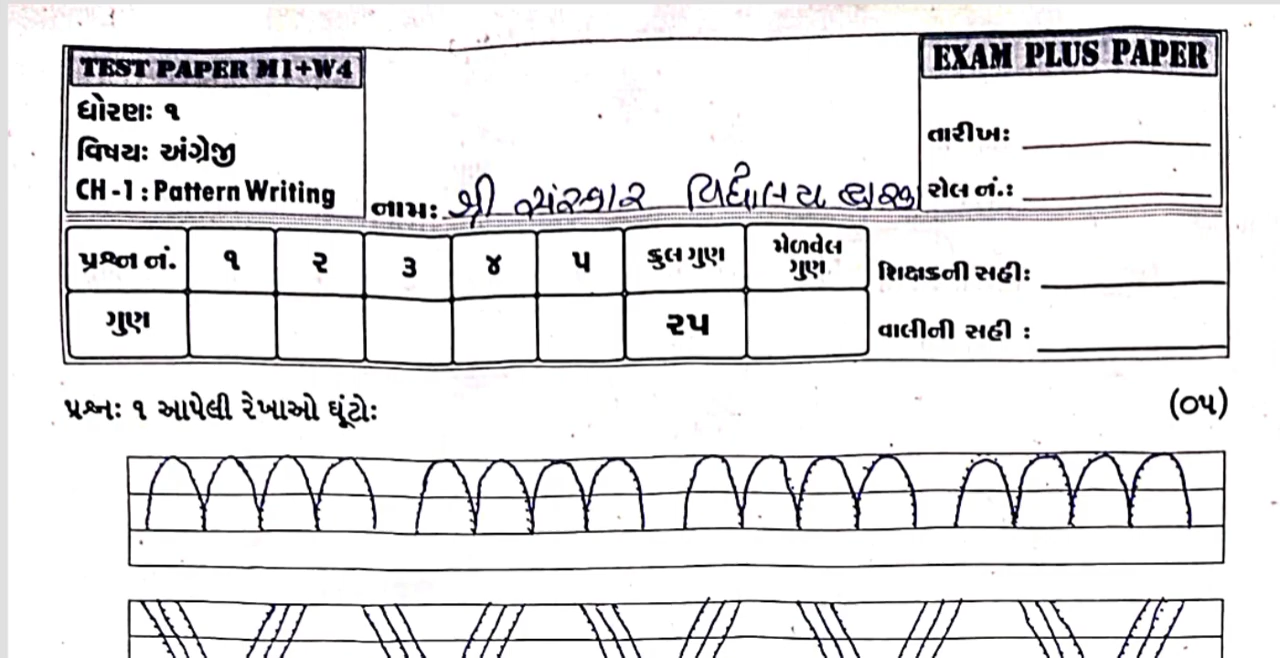 TEST PAPER M1+W4
EXAM PLUS PAPER
ધોરણ: ૧
વિષય: અંગ્રેજી
CH -1 : Pattern Writing
તારીખ:
નામ: શ્રી સંસ્કાર વિદ્યાલય
રોલ નં.:
પ્રશ્ન નં. ૧ ૨ ૩ ૪ ૫ કુલ ગુણ મેળવેલ ગુણ
શિક્ષકની સહી:
ગુણ ૨૫
વાલીની સહી :
પ્રશ્ન: ૧ આપેલી રેખાઓ ઘૂંટો: (૦૫)